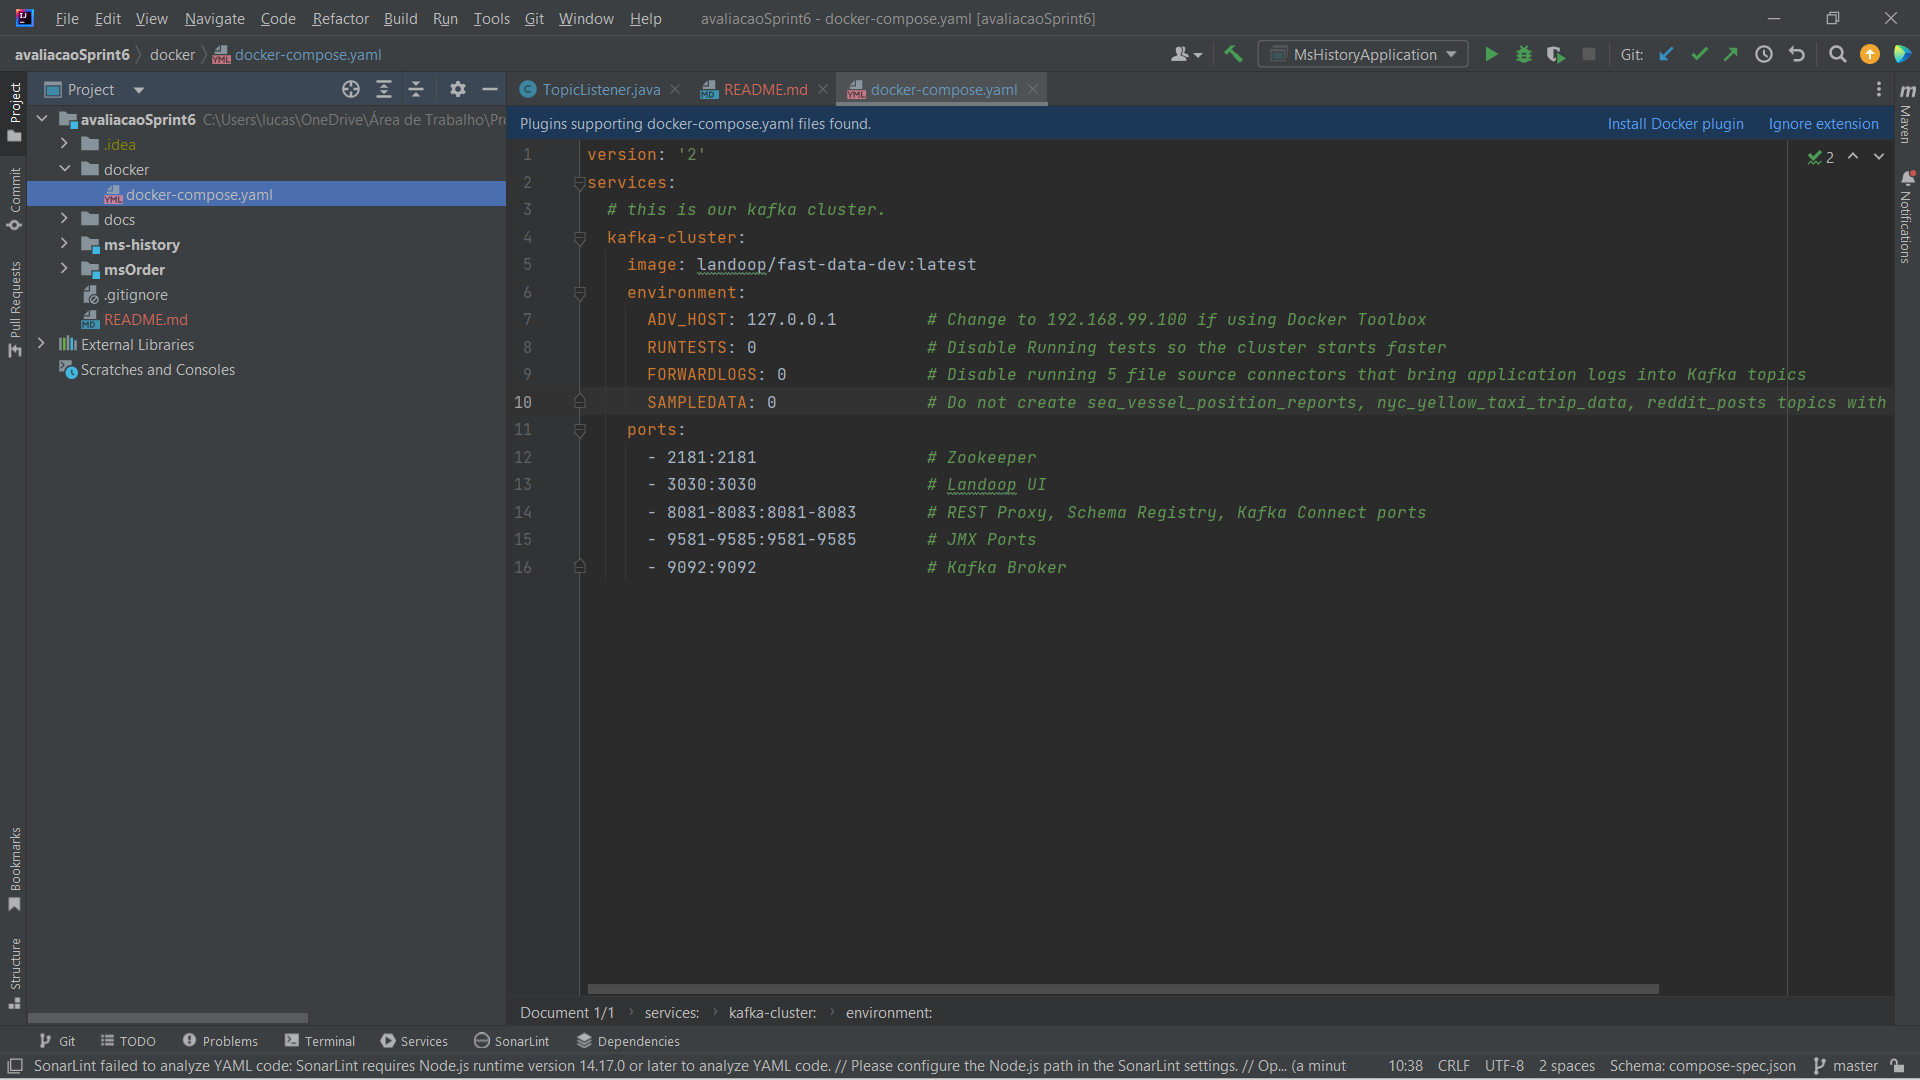 File Edit View Navigate Code Refactor Build Run Tools Git Window Help avaliacaoSprint6 - docker-compose.yaml [avaliacaoSprint6]
avaliacaoSprint6 docker docker-compose.yaml MsHistoryApplication Git:
Project
TopicListener.java README.md docker-compose.yaml
avaliacaoSprint6 C:\Users\lucas\OneDrive\Área de Trabalho\Pro
.idea
docker
docker-compose.yaml
docs
ms-history
msOrder
.gitignore
README.md
External Libraries
Scratches and Consoles
Project
Commit
Pull Requests
Bookmarks
Structure
Plugins supporting docker-compose.yaml files found. Install Docker plugin Ignore extension
2
1 version: '2'
2 services:
3 # this is our kafka cluster.
4 kafka-cluster:
5 image: landoop/fast-data-dev:latest
6 environment:
7 ADV_HOST: 127.0.0.1 # Change to 192.168.99.100 if using Docker Toolbox
8 RUNTESTS: 0 # Disable Running tests so the cluster starts faster
9 FORWARDLOGS: 0 # Disable running 5 file source connectors that bring application logs into Kafka topics
10 SAMPLEDATA: 0 # Do not create sea_vessel_position_reports, nyc_yellow_taxi_trip_data, reddit_posts topics with
11 ports:
12 - 2181:2181 # Zookeeper
13 - 3030:3030 # Landoop UI
14 - 8081-8083:8081-8083 # REST Proxy, Schema Registry, Kafka Connect ports
15 - 9581-9585:9581-9585 # JMX Ports
16 - 9092:9092 # Kafka Broker
m
Maven
Notifications
Document 1/1 services: kafka-cluster: environment:
Git TODO Problems Terminal Services SonarLint Dependencies
SonarLint failed to analyze YAML code: SonarLint requires Node.js runtime version 14.17.0 or later to analyze YAML code. // Please configure the Node.js path in the SonarLint settings. // Op... (a minut 10:38 CRLF UTF-8 2 spaces Schema: compose-spec.json master